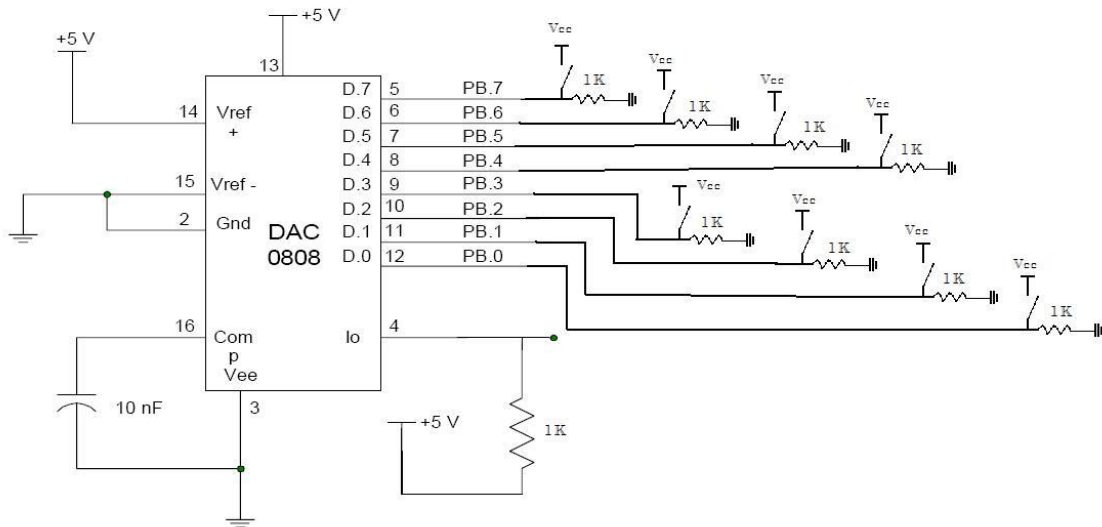 +5 V
+5 V
13
14
Vref
+
15
Vref -
2
Gnd
DAC
0808
16
Com
p
Vee
3
10 nF
D.7 5 PB.7
D.6 6 PB.6
D.5 7 PB.5
D.4 8 PB.4
D.3 9 PB.3
D.2 10 PB.2
D.1 11 PB.1
D.0 12 PB.0
Io 4
+5 V
1K
Vcc
1K
Vcc
1K
Vcc
1K
Vcc
1K
Vcc
1K
Vcc
1K
Vcc
1K
Vcc
1K